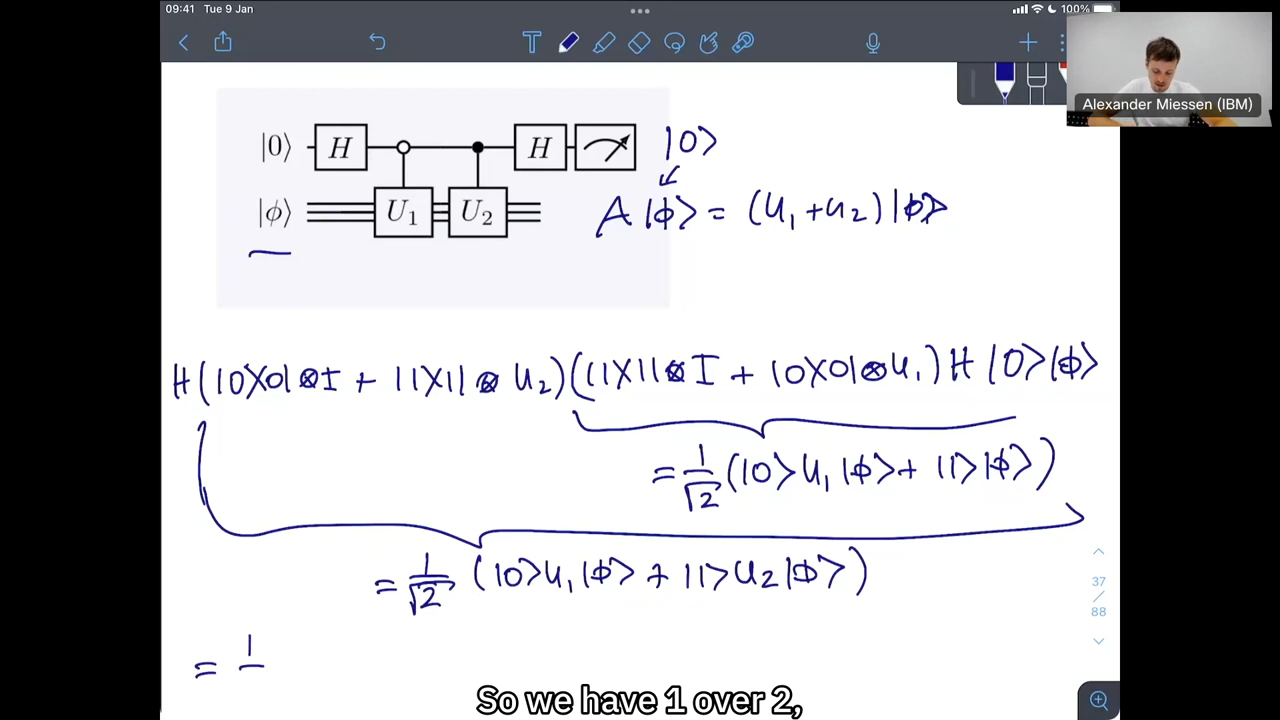 09:41 Tue 9 Jan
100%
T
Alexander Miessen (IBM)
|0⟩ H H |0⟩
|ϕ⟩ U₁ U₂ A|ϕ⟩ = (U₁+U₂)|ϕ⟩
H(|0⟩⟨0|⊗I + |1⟩⟨1|⊗U₂)(|1⟩⟨1|⊗I + |0⟩⟨0|⊗U₁)H|0⟩|ϕ⟩
= 1/√2 (|0⟩U₁|ϕ⟩ + |1⟩|ϕ⟩)
= 1/√2 (|0⟩U₁|ϕ⟩ + |1⟩U₂|ϕ⟩)
37
/
88
= 1/
So we have 1 over 2,